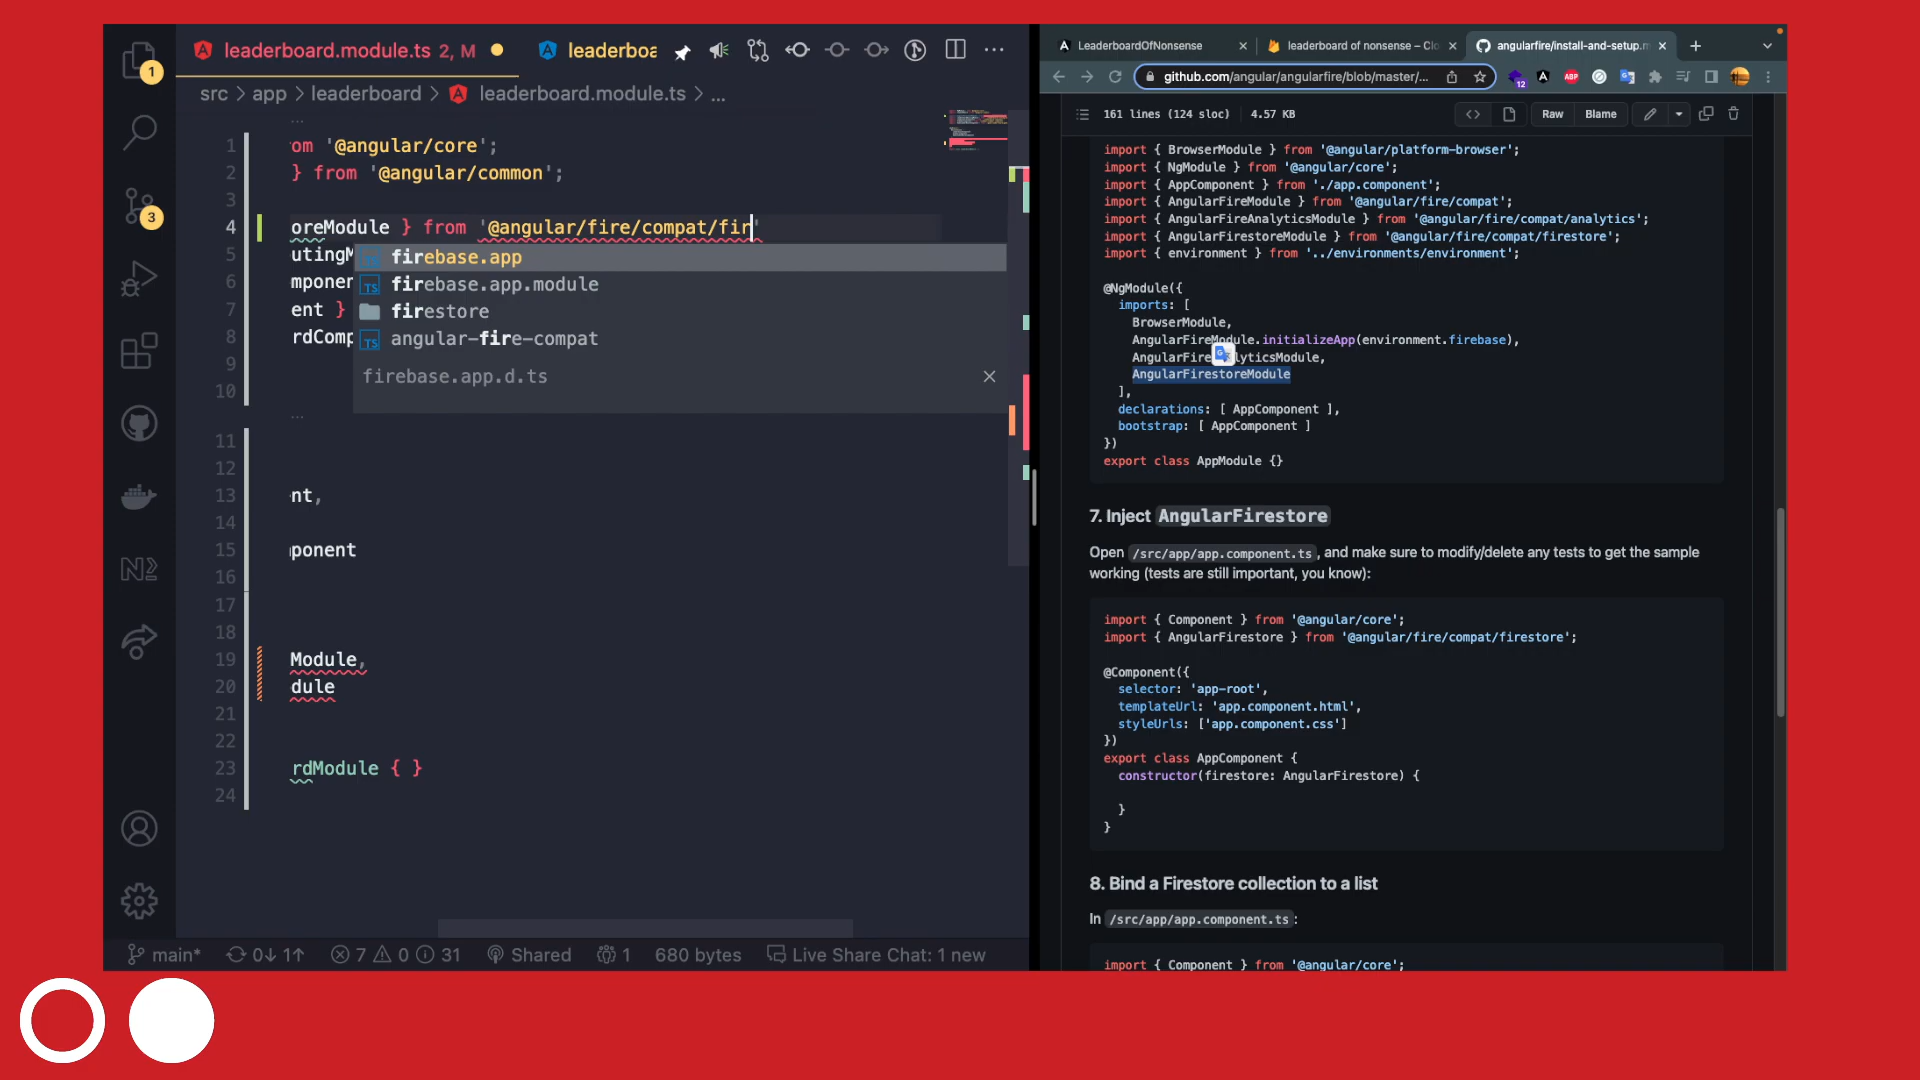 1
3
leaderboard.module.ts 2, M
leaderboa
src > app > leaderboard > leaderboard.module.ts > ...
...
1 om '@angular/core';
2 } from '@angular/common';
3
4 oreModule } from '@angular/fire/compat/fir'
5 utingM
6 mponen
7 ent }
8 rdComp
9
10
firebase.app
TS firebase.app.module
firestore
TS angular-fire-compat
firebase.app.d.ts
...
11
12
13 nt,
14
15 ponent
16
17
18
19 Module,
20 dule
21
22
23 rdModule { }
24
main* 0↓ 1↑ 7 0 31 Shared 1 680 bytes Live Share Chat: 1 new
LeaderboardOfNonsense
leaderboard of nonsense – Clo
angularfire/install-and-setup.m
github.com/angular/angularfire/blob/master/...
12
ABP
161 lines (124 sloc) 4.57 KB
Raw Blame
import { BrowserModule } from '@angular/platform-browser';
import { NgModule } from '@angular/core';
import { AppComponent } from './app.component';
import { AngularFireModule } from '@angular/fire/compat';
import { AngularFireAnalyticsModule } from '@angular/fire/compat/analytics';
import { AngularFirestoreModule } from '@angular/fire/compat/firestore';
import { environment } from '../environments/environment';
@NgModule({
imports: [
BrowserModule,
AngularFireModule.initializeApp(environment.firebase),
AngularFire lyticsModule,
AngularFirestoreModule
],
declarations: [ AppComponent ],
bootstrap: [ AppComponent ]
})
export class AppModule {}
7. Inject AngularFirestore
Open /src/app/app.component.ts, and make sure to modify/delete any tests to get the sample
working (tests are still important, you know):
import { Component } from '@angular/core';
import { AngularFirestore } from '@angular/fire/compat/firestore';
@Component({
selector: 'app-root',
templateUrl: 'app.component.html',
styleUrls: ['app.component.css']
})
export class AppComponent {
constructor(firestore: AngularFirestore) {
}
}
8. Bind a Firestore collection to a list
In /src/app/app.component.ts:
import { Component } from '@angular/core';